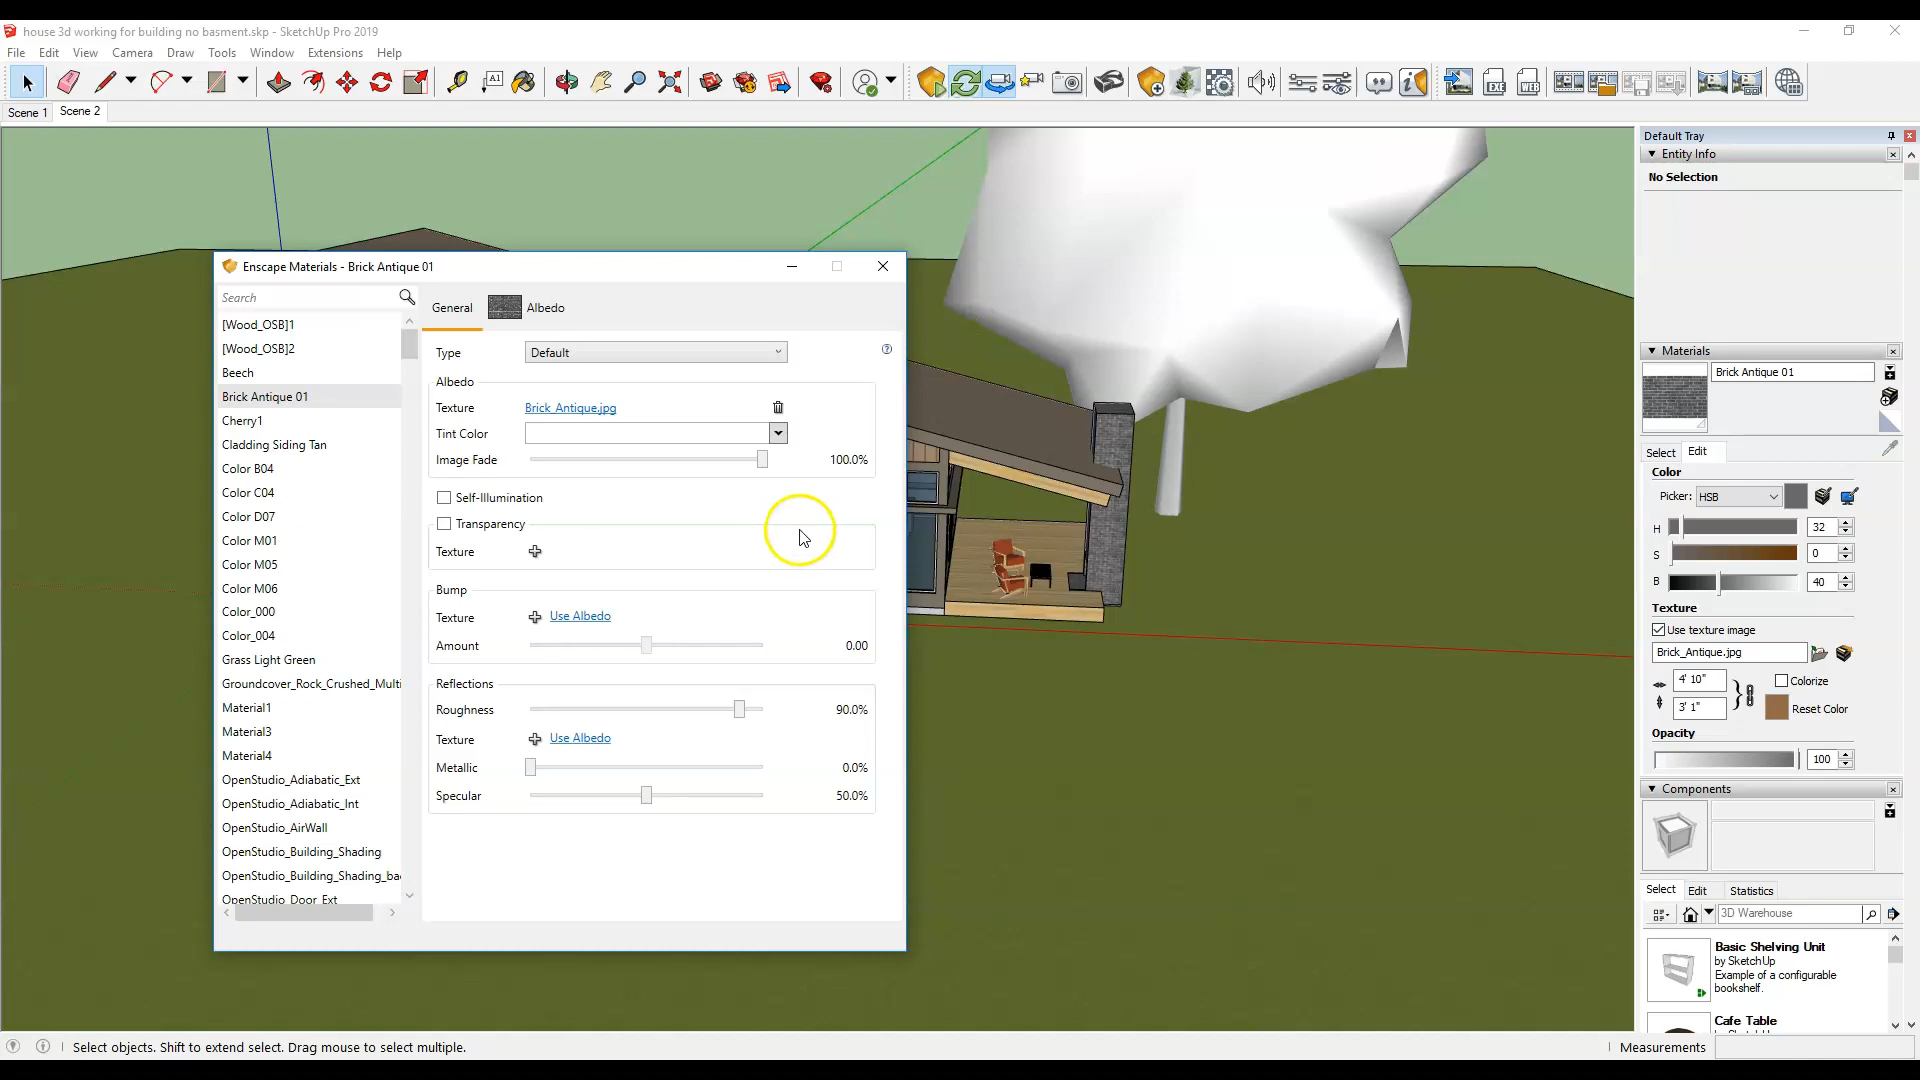 house 3d working for building no basment.skp - SketchUp Pro 2019
File Edit View Camera Draw Tools Window Extensions Help
A1
EXE
WEB
Scene 1 Scene 2
Enscape Materials - Brick Antique 01
Search
[Wood_OSB]1
[Wood_OSB]2
Beech
Brick Antique 01
Cherry1
Cladding Siding Tan
Color B04
Color C04
Color D07
Color M01
Color M05
Color M06
Color_000
Color_004
Grass Light Green
Groundcover_Rock_Crushed_Multi
Material1
Material3
Material4
OpenStudio_Adiabatic_Ext
OpenStudio_Adiabatic_Int
OpenStudio_AirWall
OpenStudio_Building_Shading
OpenStudio_Building_Shading_ba
OpenStudio_Door_Ext
General Albedo
Type Default
Albedo
Texture Brick_Antique.jpg
Tint Color
Image Fade 100.0%
Self-Illumination
Transparency
Texture
Bump
Texture Use Albedo
Amount 0.00
Reflections
Roughness 90.0%
Texture Use Albedo
Metallic 0.0%
Specular 50.0%
Default Tray
Entity Info
No Selection
Materials
Brick Antique 01
Select Edit
Color
Picker: HSB
H 32
S 0
B 40
Texture
Use texture image
Brick_Antique.jpg
4' 10"
Colorize
3' 1"
Reset Color
Opacity
100
Components
Select Edit Statistics
3D Warehouse
Basic Shelving Unit
by SketchUp
Example of a configurable
bookshelf.
Cafe Table
Select objects. Shift to extend select. Drag mouse to select multiple.
Measurements